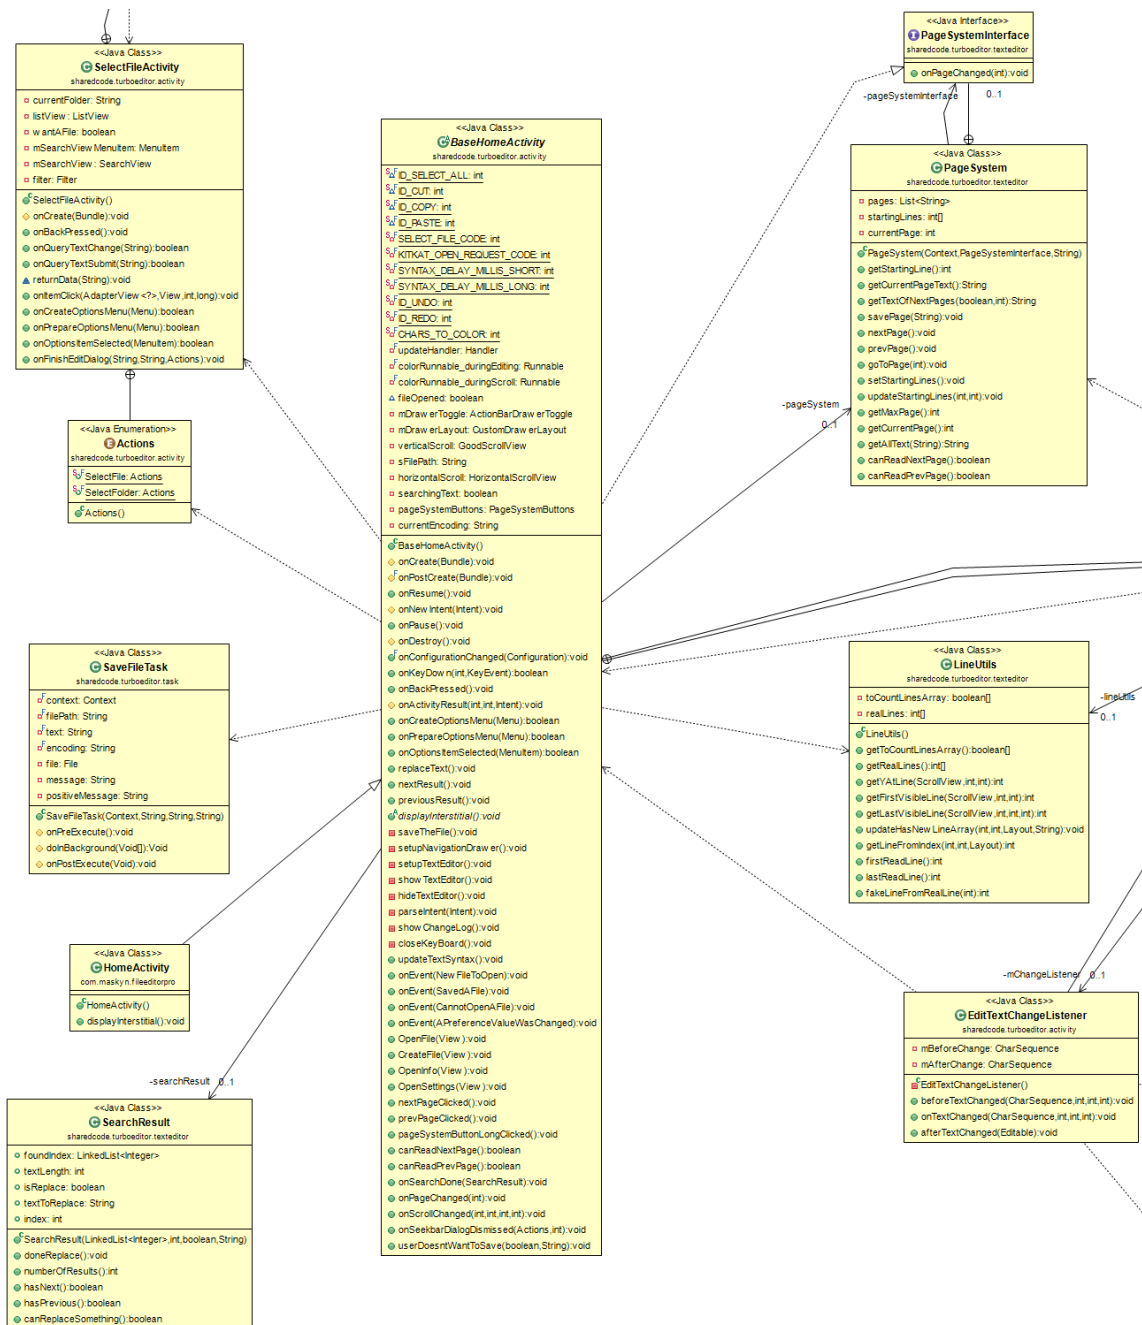 <<Java Class>>
SelectFileActivity
sharedcode.turboeditor.activity
currentFolder: String
listView: ListView
wantAFile: boolean
mSearchViewMenuItem: MenuItem
mSearchView: SearchView
filter: Filter
SelectFileActivity()
onCreate(Bundle):void
onBackPressed():void
onQueryTextChange(String):boolean
onQueryTextSubmit(String):boolean
returnData(String):void
onItemClick(AdapterView<?>,View,int,long):void
onCreateOptionsMenu(Menu):boolean
onPrepareOptionsMenu(Menu):boolean
onOptionsItemSelected(MenuItem):boolean
onFinishEditDialog(String,String,Actions):void
<<Java Enumeration>>
Actions
sharedcode.turboeditor.activity
SelectFile: Actions
SelectFolder: Actions
Actions()
<<Java Class>>
SaveFileTask
sharedcode.turboeditor.task
context: Context
filePath: String
text: String
encoding: String
file: File
message: String
positiveMessage: String
SaveFileTask(Context,String,String,String)
onPreExecute():void
doInBackground(Void[]):Void
onPostExecute(Void):void
<<Java Class>>
HomeActivity
com.maskyn.fileeditorpro
HomeActivity()
displayInterstitial():void
-searchResult 0..1
<<Java Class>>
SearchResult
sharedcode.turboeditor.texteditor
foundIndex: LinkedList<Integer>
textLength: int
isReplace: boolean
textToReplace: String
index: int
SearchResult(LinkedList<Integer>,int,boolean,String)
doneReplace():void
numberOfResults():int
hasNext():boolean
hasPrevious():boolean
canReplaceSomething():boolean
<<Java Class>>
BaseHomeActivity
sharedcode.turboeditor.activity
ID_SELECT_ALL: int
ID_CUT: int
ID_COPY: int
ID_PASTE: int
SELECT_FILE_CODE: int
KITKAT_OPEN_REQUEST_CODE: int
SYNTAX_DELAY_MILLIS_SHORT: int
SYNTAX_DELAY_MILLIS_LONG: int
ID_UNDO: int
ID_REDO: int
CHARS_TO_COLOR: int
updateHandler: Handler
colorRunnable_duringEditing: Runnable
colorRunnable_duringScroll: Runnable
fileOpened: boolean
mDrawerToggle: ActionBarDrawerToggle
mDrawerLayout: CustomDrawerLayout
verticalScroll: GoodScrollView
sFilePath: String
horizontalScroll: HorizontalScrollView
searchingText: boolean
pageSystemButtons: PageSystemButtons
currentEncoding: String
BaseHomeActivity()
onCreate(Bundle):void
onPostCreate(Bundle):void
onResume():void
onNewIntent(Intent):void
onPause():void
onDestroy():void
onConfigurationChanged(Configuration):void
onKeyDown(int,KeyEvent):boolean
onBackPressed():void
onActivityResult(int,int,Intent):void
onCreateOptionsMenu(Menu):boolean
onPrepareOptionsMenu(Menu):boolean
onOptionsItemSelected(MenuItem):boolean
replaceText():void
nextResult():void
previousResult():void
displayInterstitial():void
saveTheFile():void
setupNavigationDrawer():void
setupTextEditor():void
showTextEditor():void
hideTextEditor():void
parseIntent(Intent):void
showChangeLog():void
closeKeyBoard():void
updateTextSyntax():void
onEvent(NewFileToOpen):void
onEvent(SavedAFile):void
onEvent(CannotOpenAFile):void
onEvent(APreferenceValueWasChanged):void
OpenFile(View):void
CreateFile(View):void
OpenInfo(View):void
OpenSettings(View):void
nextPageClicked():void
prevPageClicked():void
pageSystemButtonLongClicked():void
canReadNextPage():boolean
canReadPrevPage():boolean
onSearchDone(SearchResult):void
onPageChanged(int):void
onScrollChanged(int,int,int,int):void
onSeekbarDialogDismissed(Actions,int):void
userDoesntWantToSave(boolean,String):void
<<Java Interface>>
PageSystemInterface
sharedcode.turboeditor.texteditor
onPageChanged(int):void
-pageSystemInterface 0..1
<<Java Class>>
PageSystem
sharedcode.turboeditor.texteditor
pages: List<String>
startingLines: int[]
currentPage: int
PageSystem(Context,PageSystemInterface,String)
getStartingLine():int
getCurrentPageText():String
getTextOfNextPages(boolean,int):String
savePage(String):void
nextPage():void
prevPage():void
goToPage(int):void
setStartingLines():void
updateStartingLines(int,int):void
getMaxPage():int
getCurrentPage():int
getAllText(String):String
canReadNextPage():boolean
canReadPrevPage():boolean
-pageSystem
0..1
<<Java Class>>
LineUtils
sharedcode.turboeditor.texteditor
toCountLinesArray: boolean[]
realLines: int[]
LineUtils()
getToCountLinesArray():boolean[]
getRealLines():int[]
getYAtLine(ScrollView,int,int):int
getFirstVisibleLine(ScrollView,int,int):int
getLastVisibleLine(ScrollView,int,int,int):int
updateHasNewLineArray(int,int,Layout,String):void
getLineFromIndex(int,int,Layout):int
firstReadLine():int
lastReadLine():int
fakeLineFromRealLine(int):int
-lineUtils
0..1
-mChangeListener 0..1
<<Java Class>>
EditTextChangeListener
sharedcode.turboeditor.activity
mBeforeChange: CharSequence
mAfterChange: CharSequence
EditTextChangeListener()
beforeTextChanged(CharSequence,int,int,int):void
onTextChanged(CharSequence,int,int,int):void
afterTextChanged(Editable):void